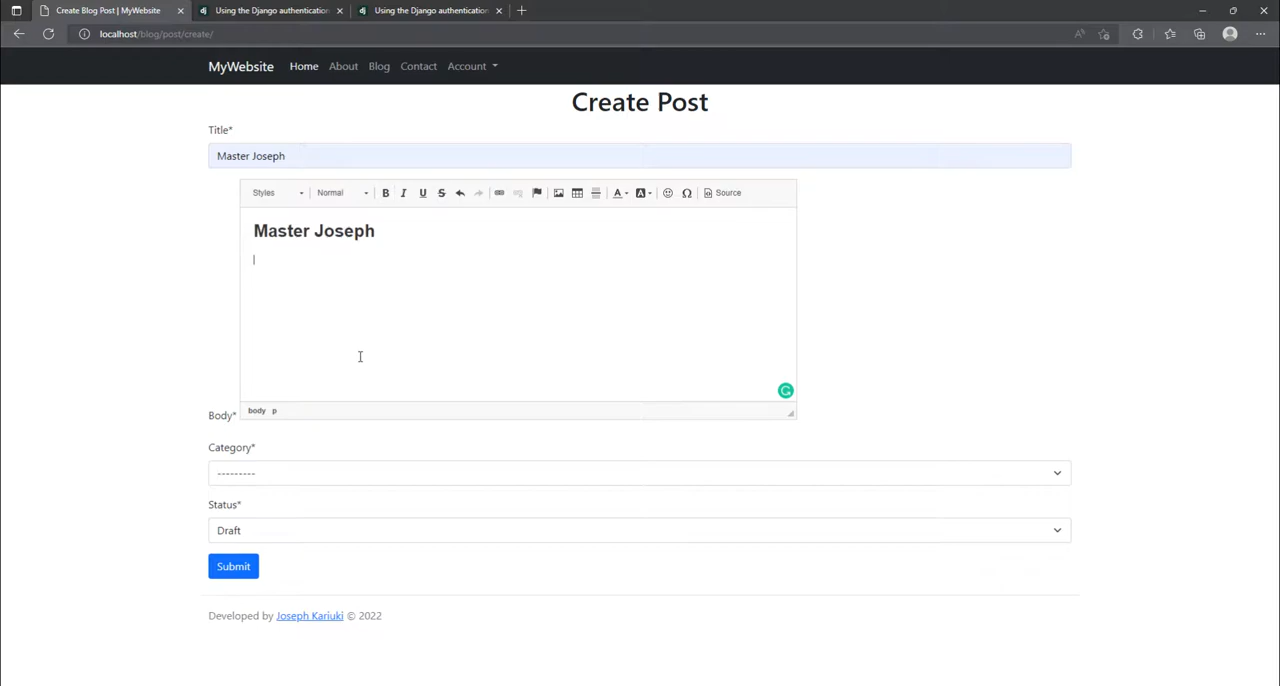 Create Blog Post | MyWebsite
Using the Django authentication
Using the Django authentication
localhost/blog/post/create/
MyWebsite Home About Blog Contact Account
Create Post
Title*
Master Joseph
Styles Normal B I U S A A Ω Source
Master Joseph
Body*
body p
Category*
---------
Status*
Draft
Submit
Developed by Joseph Kariuki © 2022